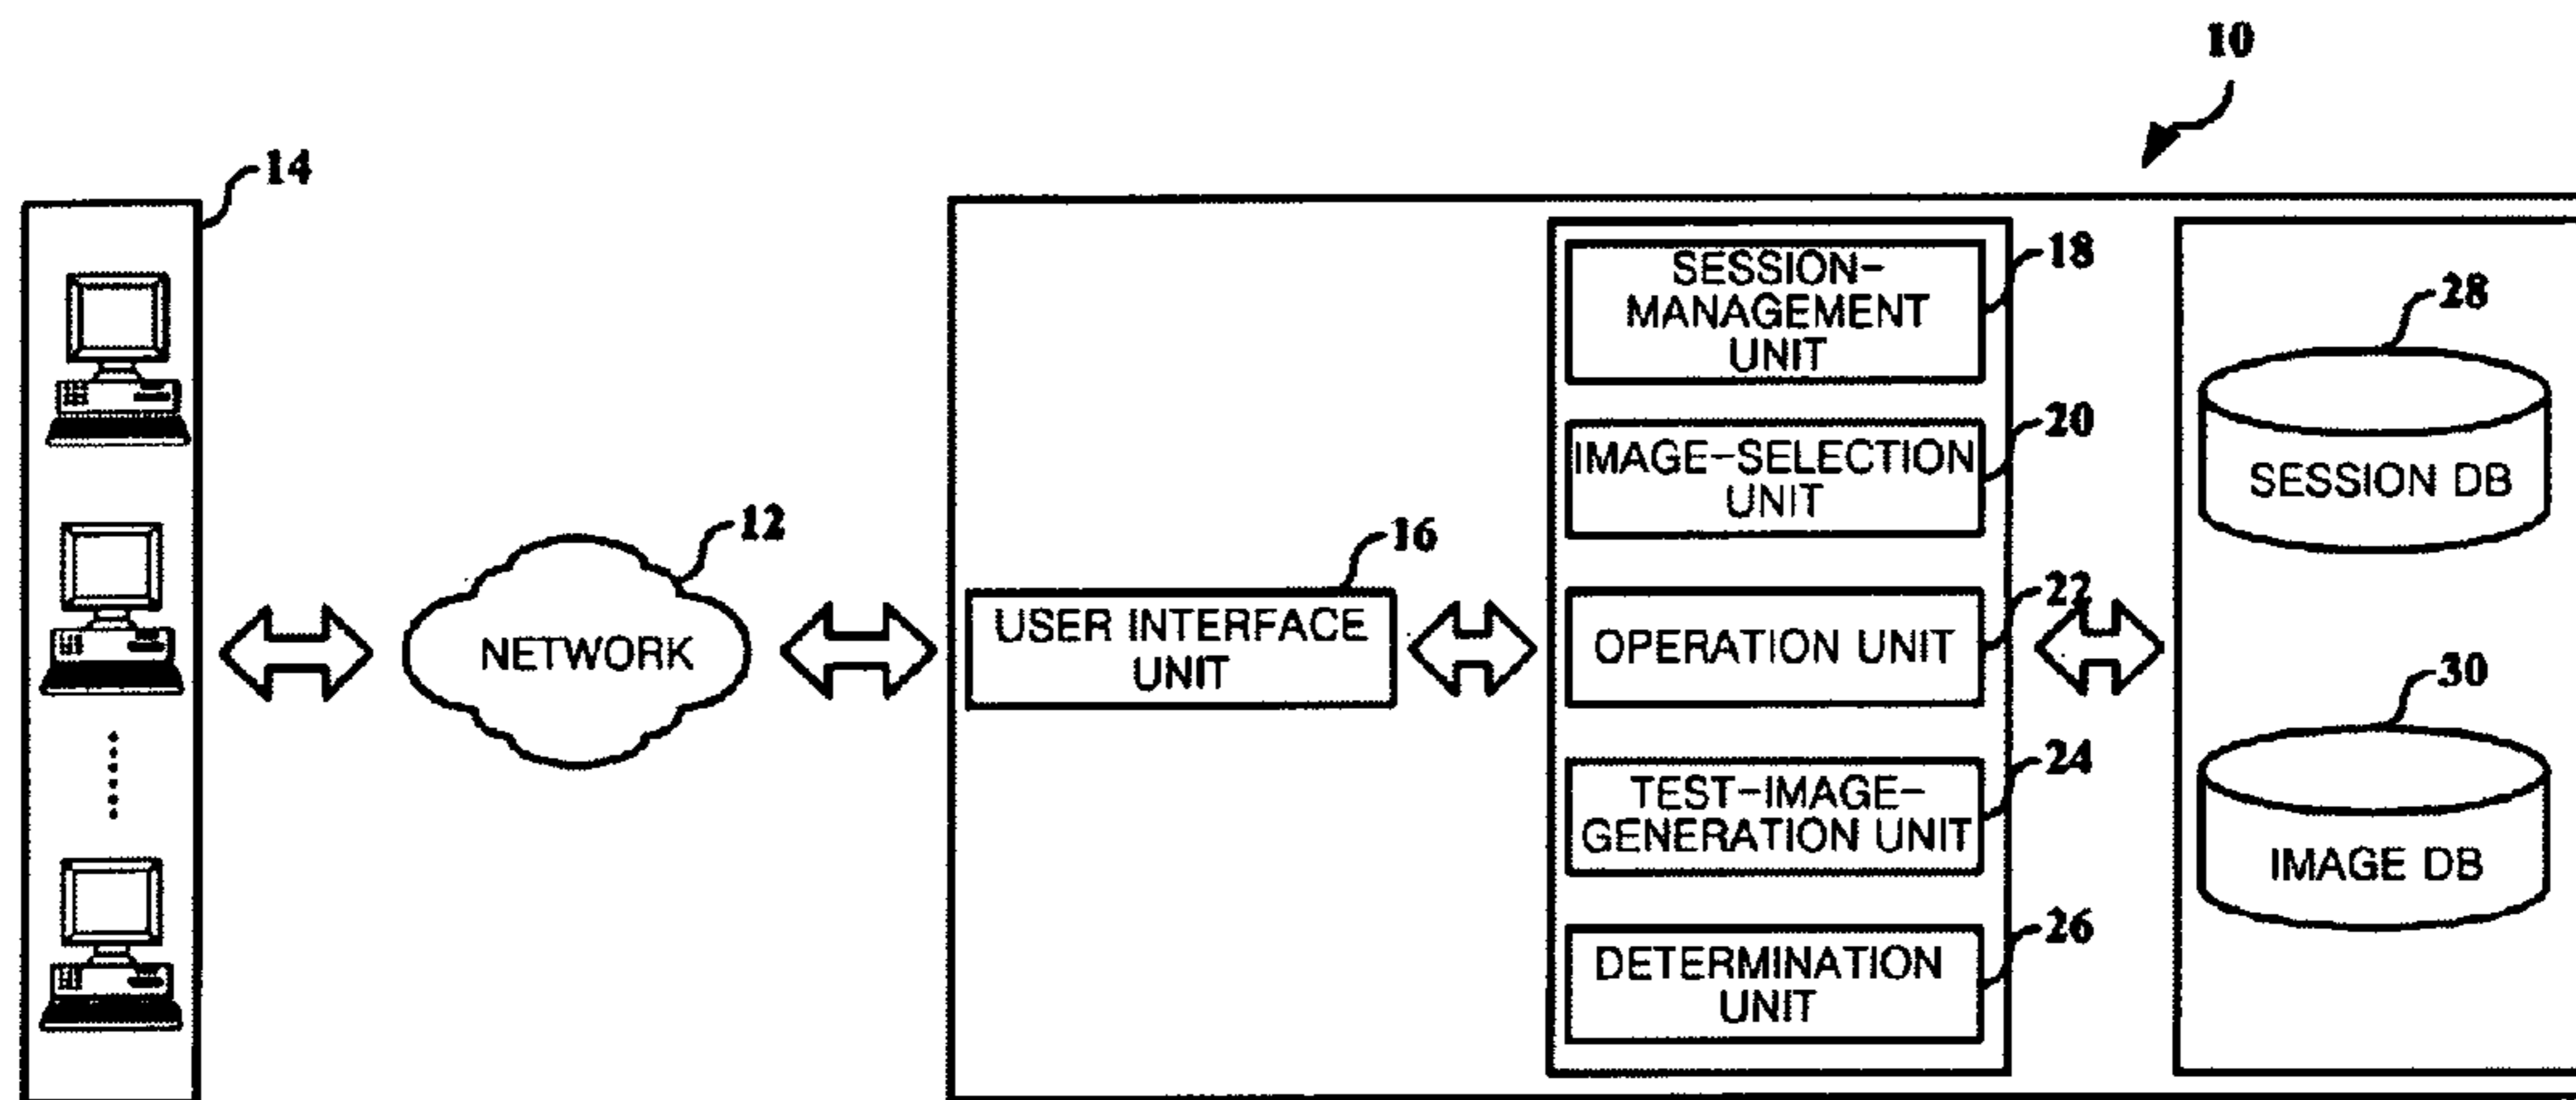 10
14
12
NETWORK
16
USER INTERFACE
UNIT
18
SESSION-
MANAGEMENT
UNIT
20
IMAGE-SELECTION
UNIT
22
OPERATION UNIT
24
TEST-IMAGE-
GENERATION UNIT
26
DETERMINATION
UNIT
28
SESSION DB
30
IMAGE DB